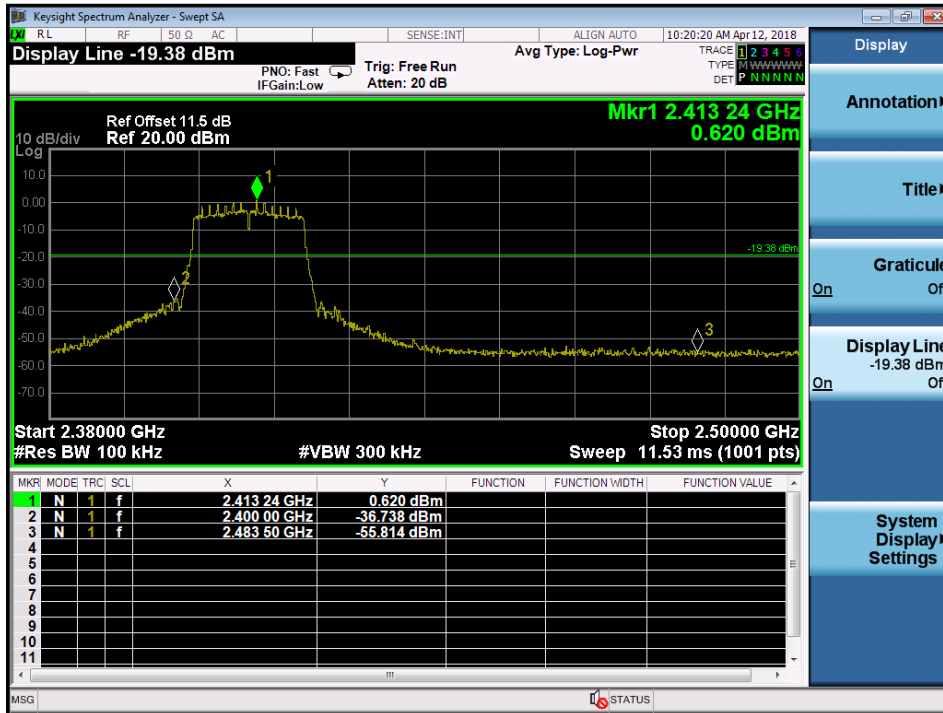 Keysight Spectrum Analyzer - Swept SA
LXI RL RF 50 Ω AC SENSE:INT ALIGN AUTO 10:20:20 AM Apr 12, 2018
Display Line -19.38 dBm
PNO: Fast
IFGain:Low
Trig: Free Run
Atten: 20 dB
Avg Type: Log-Pwr
TRACE 1 2 3 4 5 6
TYPE M WWWWW
DET P N N N N N
Mkr1 2.413 24 GHz
0.620 dBm
Ref Offset 11.5 dB
10 dB/div Ref 20.00 dBm
Log
10.0
0.00
-10.0
-20.0
-30.0
-40.0
-50.0
-60.0
-70.0
1
2
3
-19.38 dBm
Start 2.38000 GHz Stop 2.50000 GHz
#Res BW 100 kHz #VBW 300 kHz Sweep 11.53 ms (1001 pts)
MKR MODE TRC SCL X Y FUNCTION FUNCTION WIDTH FUNCTION VALUE
1 N 1 f 2.413 24 GHz 0.620 dBm
2 N 1 f 2.400 00 GHz -36.738 dBm
3 N 1 f 2.483 50 GHz -55.814 dBm
4
5
6
7
8
9
10
11
MSG STATUS
Display
Annotation
Title
Graticule
On Of
Display Line
-19.38 dBm
On Of
System
Display
Settings